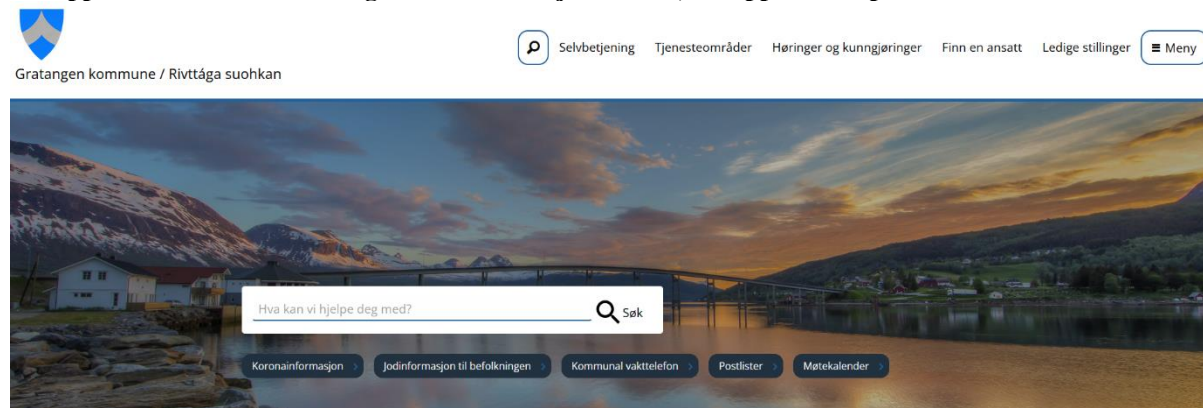 Selvbetjening Tjenesteområder Høringer og kunngjøringer Finn en ansatt Ledige stillinger Meny
Gratangen kommune / Rivttága suohkan
Hva kan vi hjelpe deg med? Søk
Koronainformasjon Jodinformasjon til befolkningen Kommunal vakttelefon Postlister Møtekalender